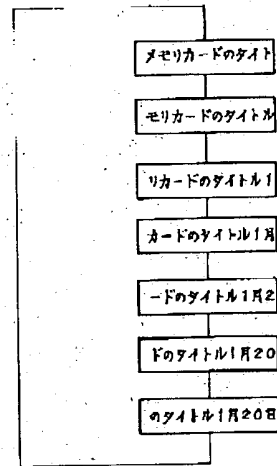 メモリカードのタイト
モリカードのタイトル
リカードのタイトル1
カードのタイトル1月
ードのタイトル1月2
ドのタイトル1月20
のタイトル1月20日